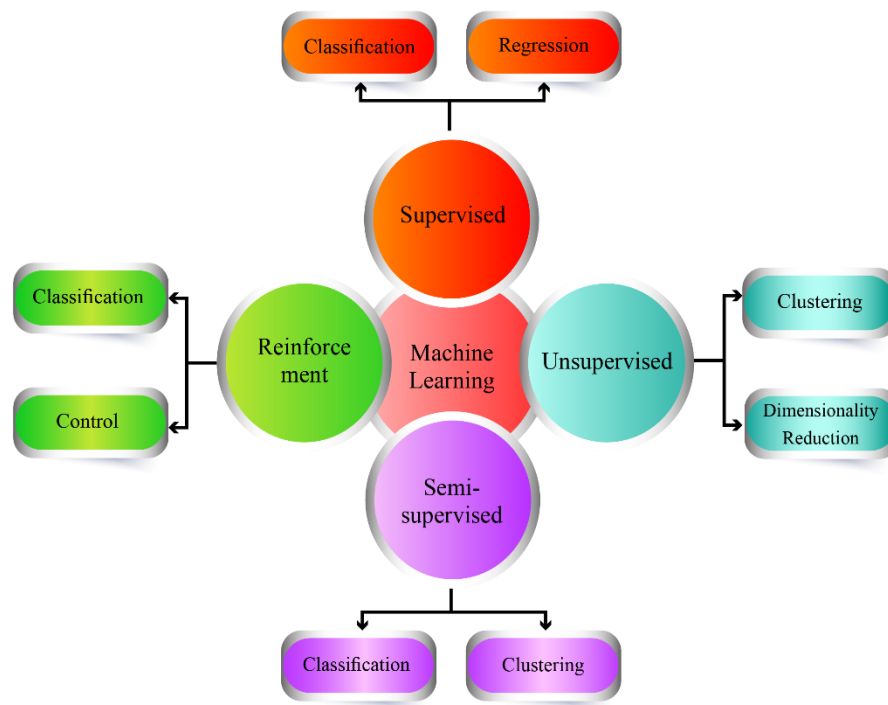 Classification
Regression
Supervised
Classification
Control
Reinforce
ment
Machine
Learning
Unsupervised
Clustering
Dimensionality
Reduction
Semi-
supervised
Classification
Clustering